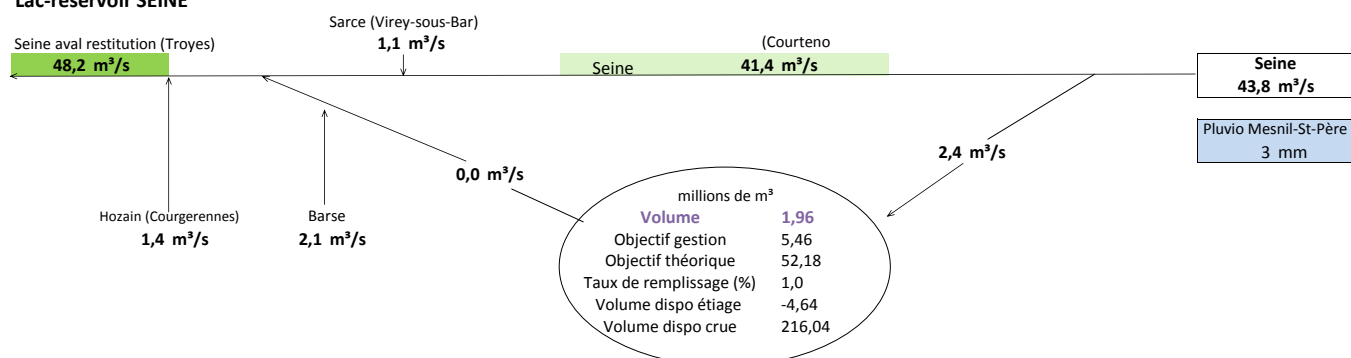 Lac-réservoir SEINE
Sarce (Virey-sous-Bar)
1,1 m³/s
Seine aval restitution (Troyes)
48,2 m³/s
(Courteno
Seine 41,4 m³/s
Seine
43,8 m³/s
Pluvio Mesnil-St-Père
3 mm
2,4 m³/s
0,0 m³/s
Hozain (Courgerennes)
1,4 m³/s
Barse
2,1 m³/s
millions de m³
Volume 1,96
Objectif gestion 5,46
Objectif théorique 52,18
Taux de remplissage (%) 1,0
Volume dispo étiage -4,64
Volume dispo crue 216,04